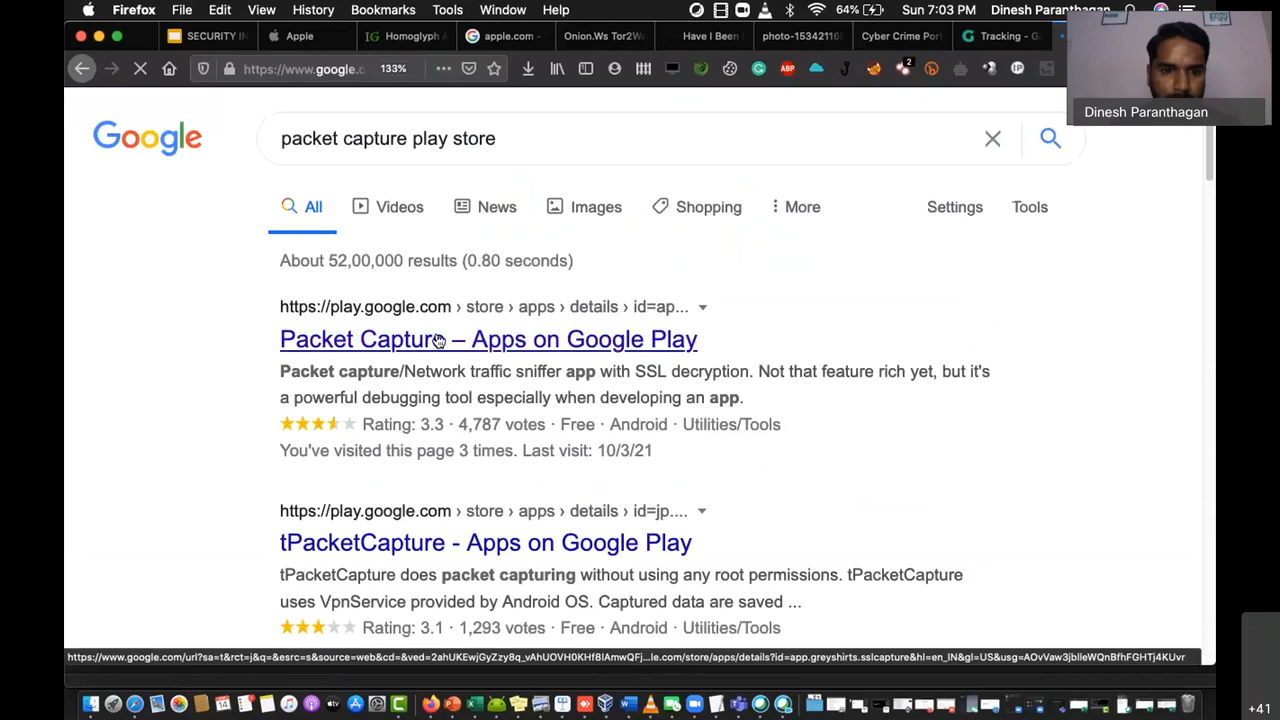 Firefox File Edit View History Bookmarks Tools Window Help 64% Sun 7:03 PM Dinesh Paranthagan
SECURITY IN Apple Homoglyph A apple.com - Onion.Ws Tor2W Have I Been photo-153421161 Cyber Crime Por Tracking - G
https://www.google.c 133% ABP 2 IP
Dinesh Paranthagan
Google packet capture play store
All Videos News Images Shopping More Settings Tools
About 52,00,000 results (0.80 seconds)
https://play.google.com › store › apps › details › id=ap...
Packet Capture – Apps on Google Play
Packet capture/Network traffic sniffer app with SSL decryption. Not that feature rich yet, but it's
a powerful debugging tool especially when developing an app.
Rating: 3.3 · 4,787 votes · Free · Android · Utilities/Tools
You've visited this page 3 times. Last visit: 10/3/21
https://play.google.com › store › apps › details › id=jp....
tPacketCapture - Apps on Google Play
tPacketCapture does packet capturing without using any root permissions. tPacketCapture
uses VpnService provided by Android OS. Captured data are saved ...
Rating: 3.1 · 1,293 votes · Free · Android · Utilities/Tools
+41